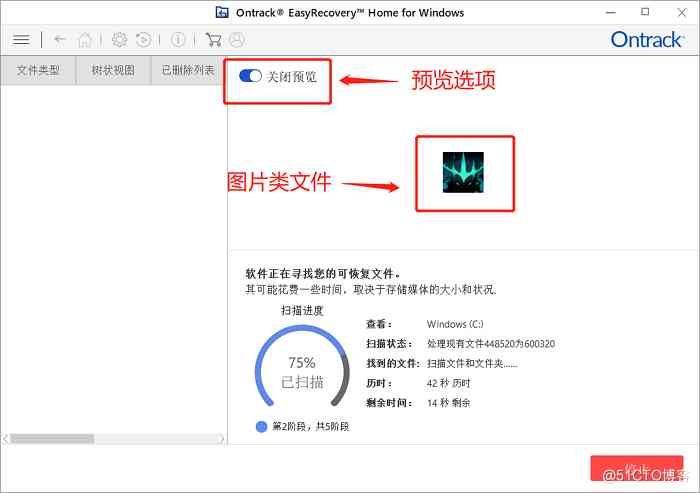 Ontrack® EasyRecovery™ Home for Windows
Ontrack™
文件类型 树状视图 已删除列表
关闭预览
预览选项
图片类文件
软件正在寻找您的可恢复文件。
其可能花费一些时间，取决于存储媒体的大小和状况.
扫描进度
75%
已扫描
第2阶段，共5阶段
查看： Windows (C:)
扫描状态： 处理现有文件448520为600320
找到的文件: 扫描文件和文件夹......
历时： 42 秒 历时
剩余时间： 14 秒 剩余
停止
@51CTO博客